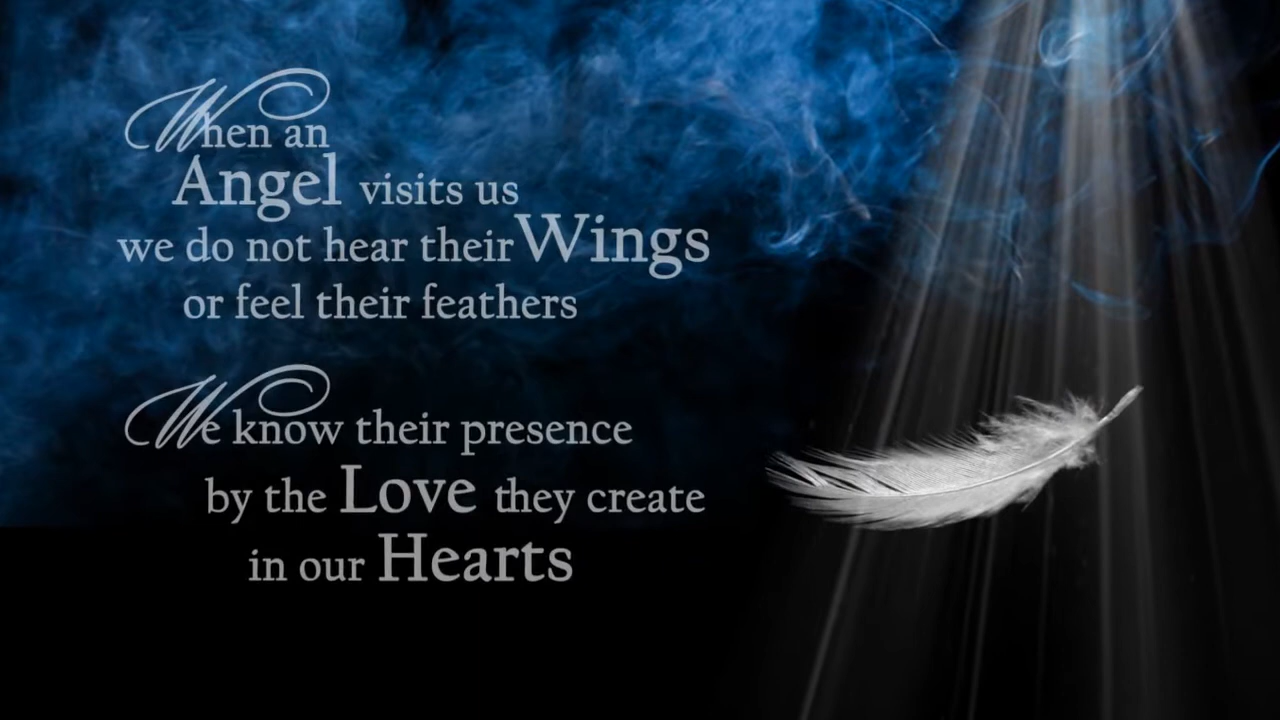 When an
Angel visits us
we do not hear their Wings
or feel their feathers
We know their presence
by the Love they create
in our Hearts